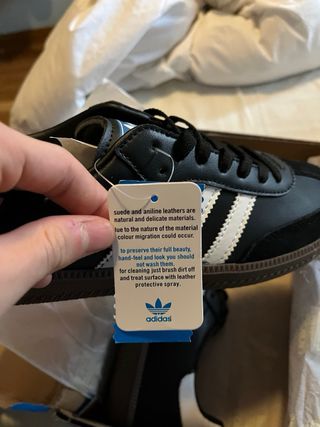 suede and aniline leathers are
natural and delicate materials.
due to the nature of the material
colour migration could occur.
to preserve their full beauty,
hand-feel and look you should
not wash them.
for cleaning just brush dirt off
and treat surface with leather
protective spray.
adidas